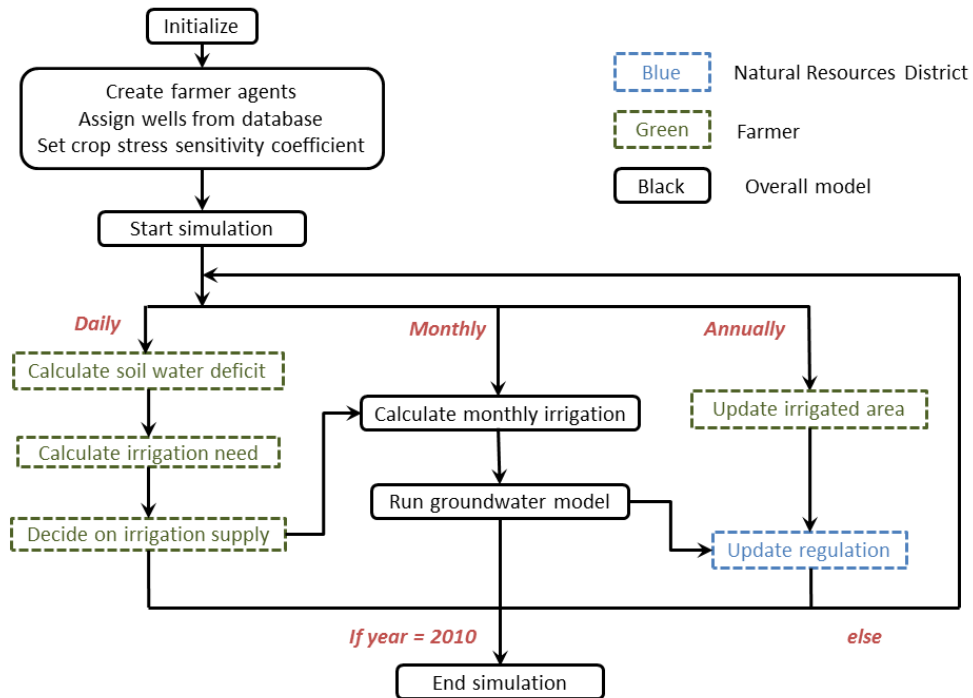 Initialize
Create farmer agents
Assign wells from database
Set crop stress sensitivity coefficient
Start simulation
Blue
Natural Resources District
Green
Farmer
Black
Overall model
Daily
Monthly
Annually
Calculate soil water deficit
Calculate irrigation need
Decide on irrigation supply
Calculate monthly irrigation
Run groundwater model
Update irrigated area
Update regulation
If year = 2010
else
End simulation